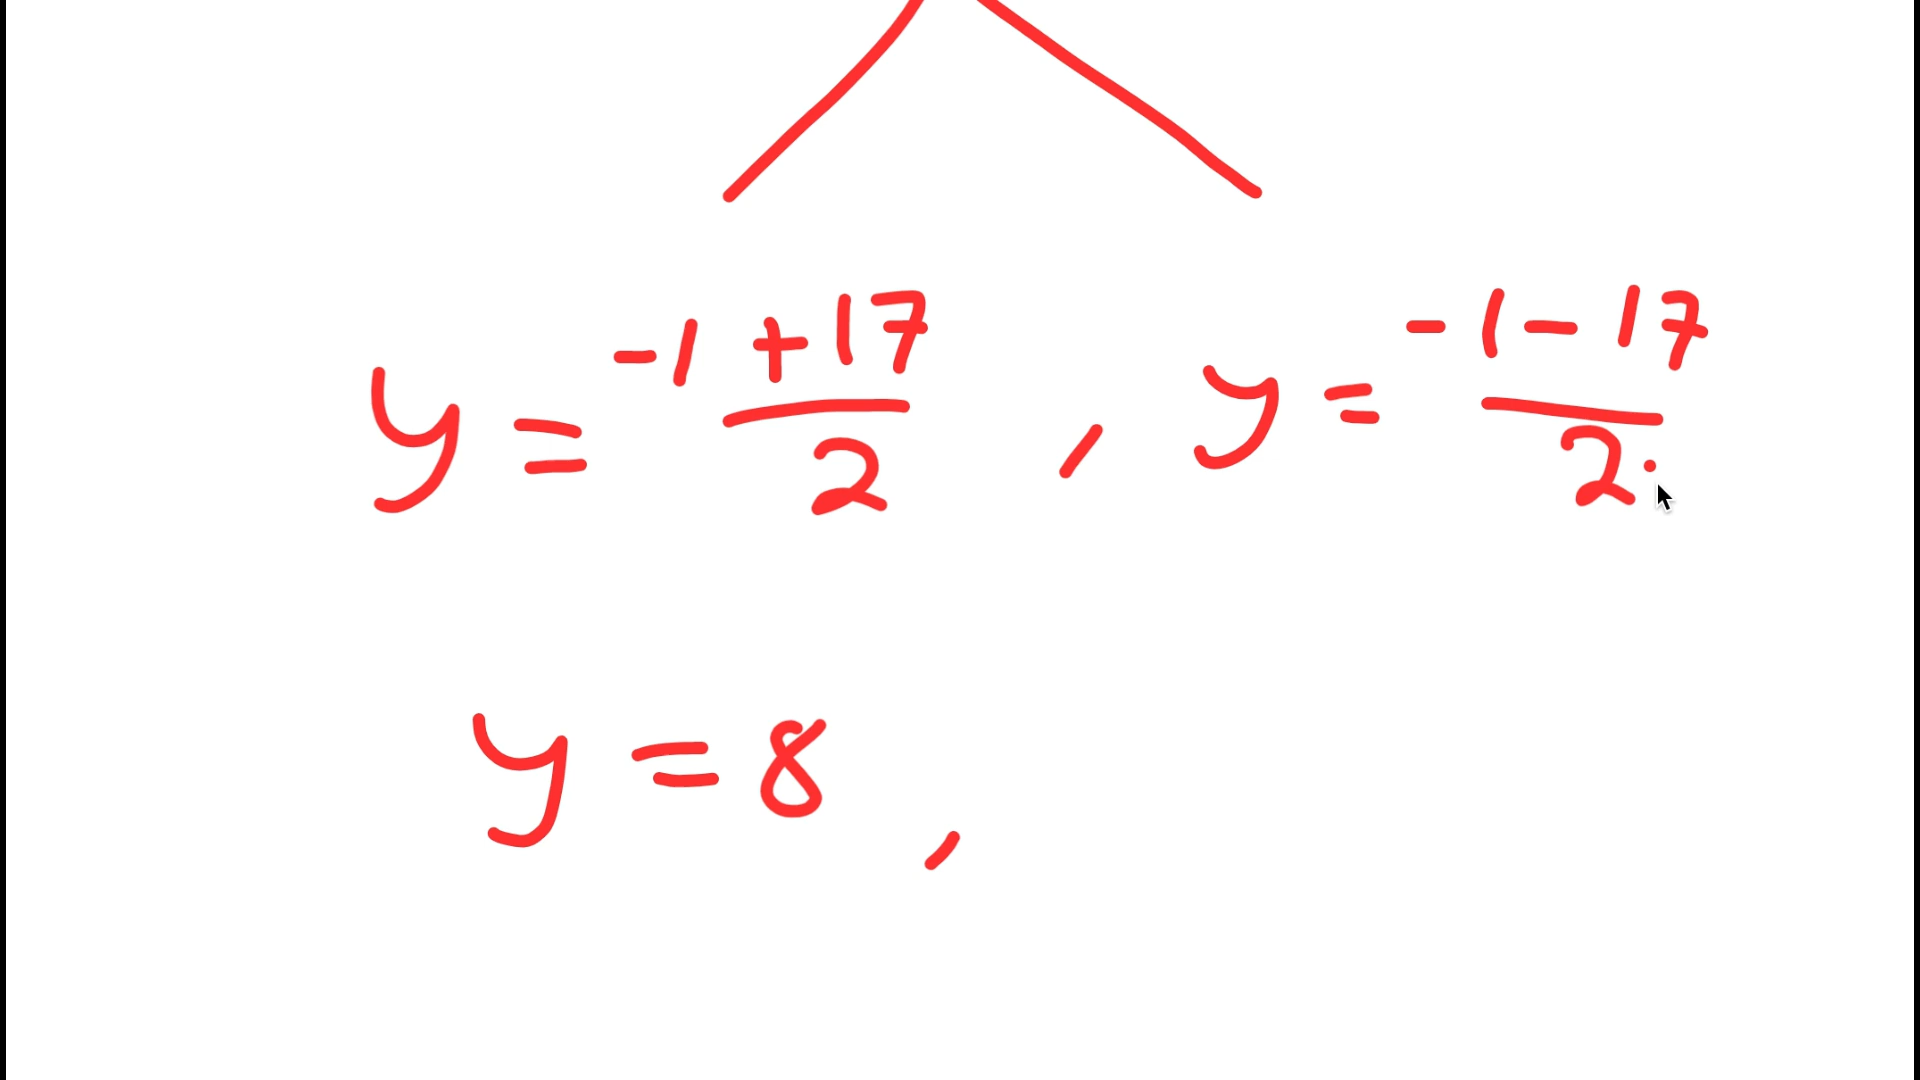 y = -1 + 17 / 2 , y = -1 - 17 / 2 .
y = 8 ,